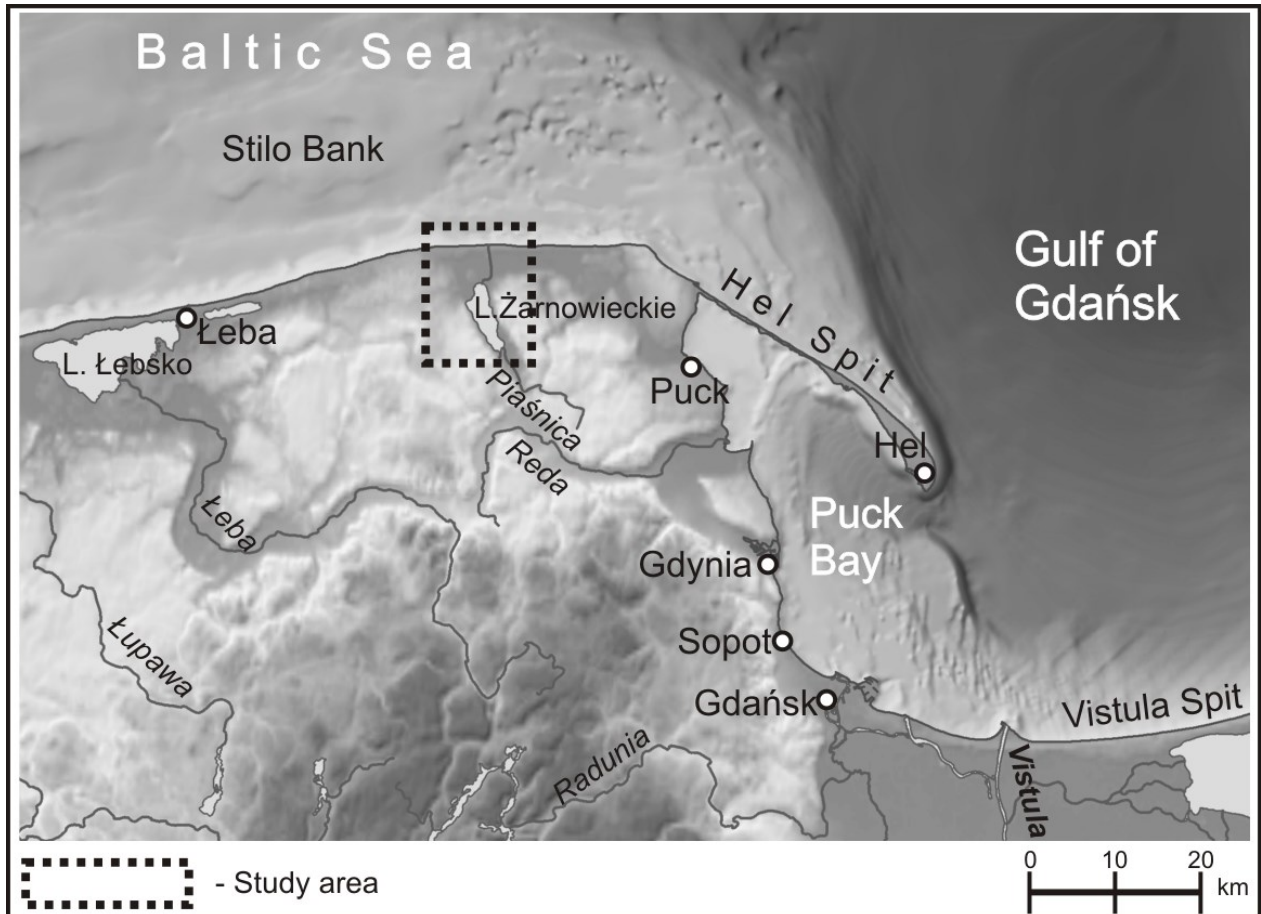 Baltic Sea
Stilo Bank
Gulf of
Gdańsk
Hel Spit
L.Żarnowieckie
Łeba
L. Łebsko
Puck
Piaśnica
Reda
Hel
Łeba
Puck
Bay
Gdynia
Łupawa
Sopot
Gdańsk
Vistula Spit
Radunia
Vistula
- Study area
0 10 20
km